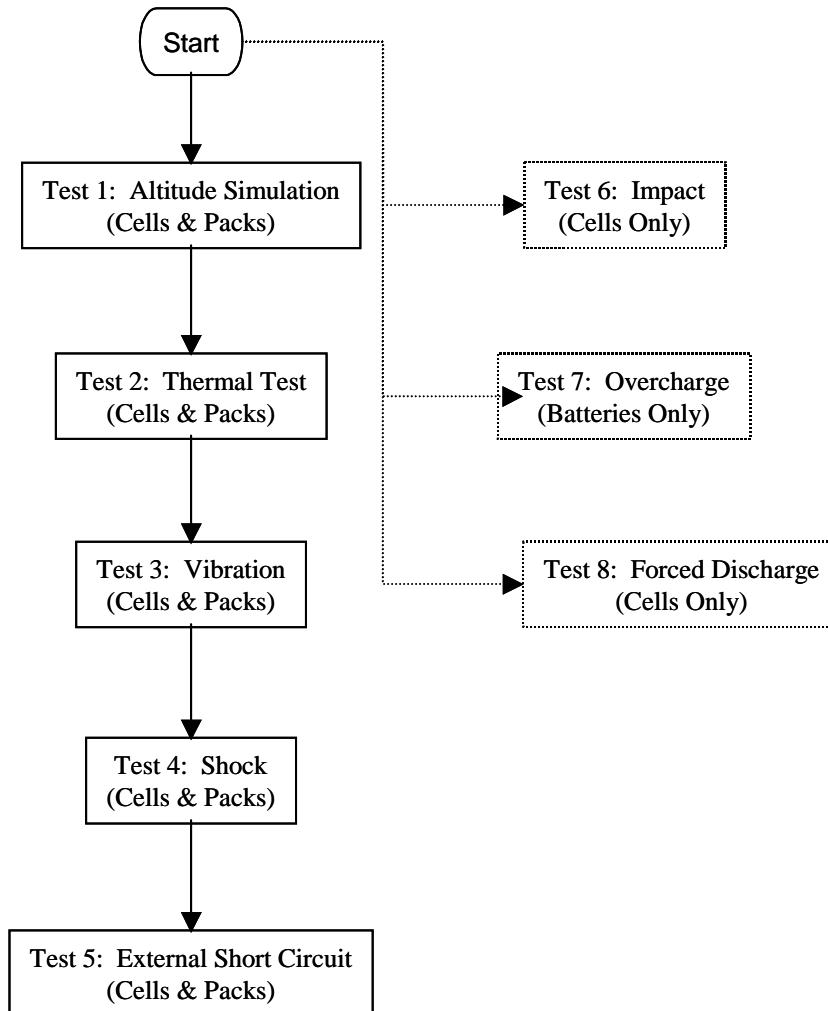 Start
Test 1: Altitude Simulation
(Cells & Packs)
Test 6: Impact
(Cells Only)
Test 2: Thermal Test
(Cells & Packs)
Test 7: Overcharge
(Batteries Only)
Test 3: Vibration
(Cells & Packs)
Test 8: Forced Discharge
(Cells Only)
Test 4: Shock
(Cells & Packs)
Test 5: External Short Circuit
(Cells & Packs)